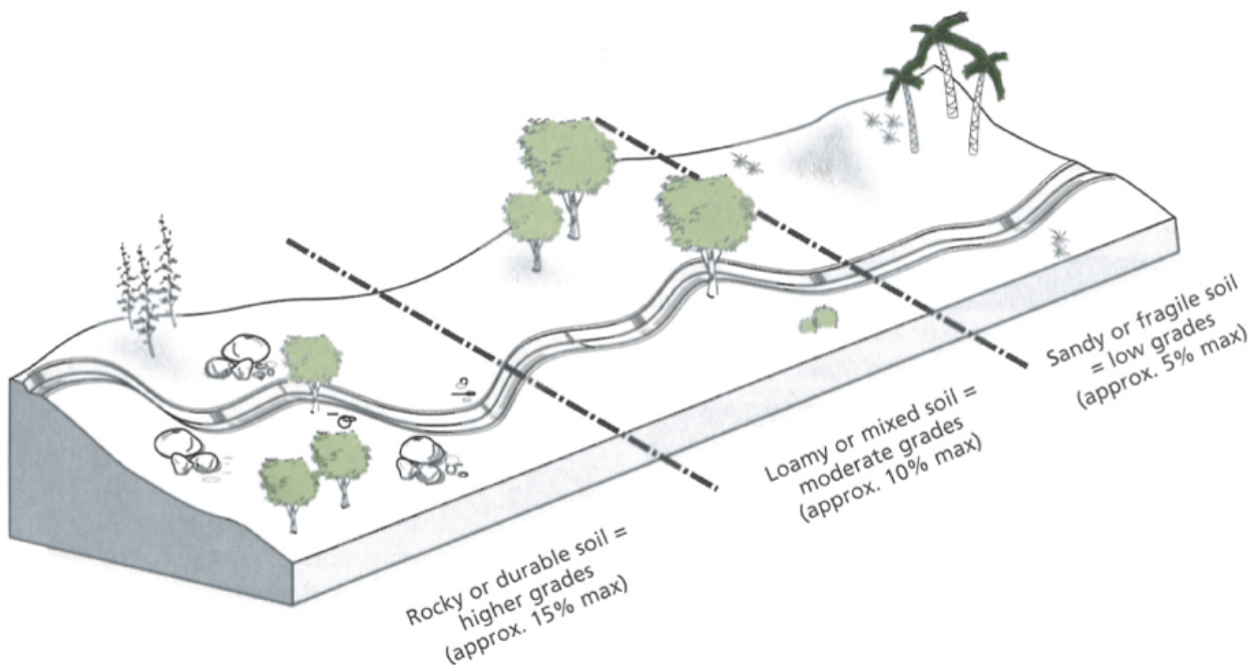 Rocky or durable soil =
higher grades
(approx. 15% max)
Loamy or mixed soil =
moderate grades
(approx. 10% max)
Sandy or fragile soil
= low grades
(approx. 5% max)